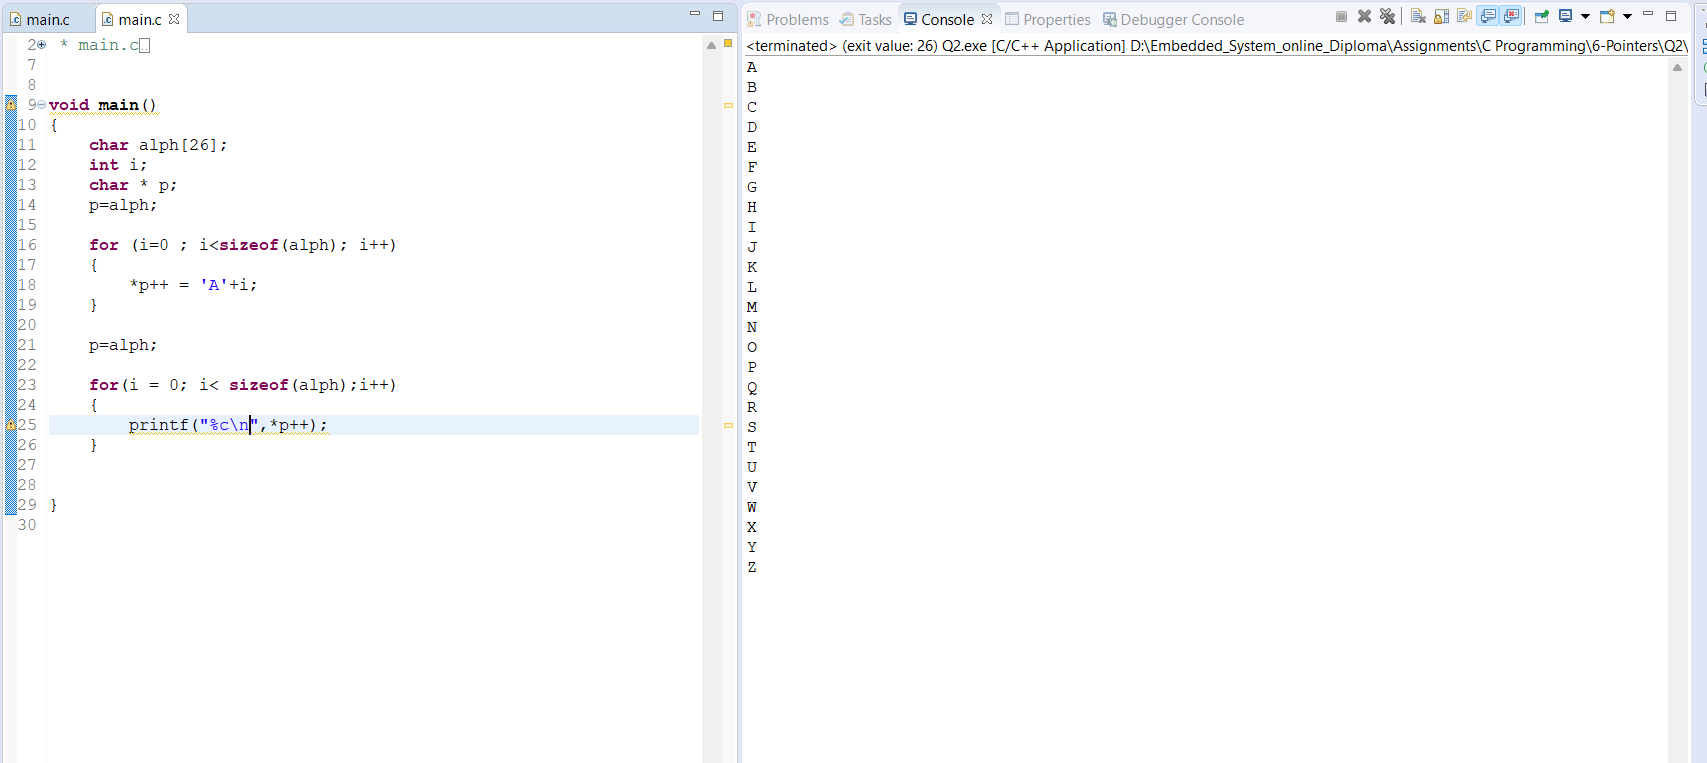 main.c
main.c
2 * main.c
7
8
9 void main()
10 {
11     char alph[26];
12     int i;
13     char * p;
14     p=alph;
15
16     for (i=0 ; i<sizeof(alph); i++)
17     {
18         *p++ = 'A'+i;
19     }
20
21     p=alph;
22
23     for(i = 0; i< sizeof(alph);i++)
24     {
25         printf("%c\n",*p++);
26     }
27
28
29 }
30
Problems Tasks Console Properties Debugger Console
<terminated> (exit value: 26) Q2.exe [C/C++ Application] D:\Embedded_System_online_Diploma\Assignments\C Programming\6-Pointers\Q2\
A
B
C
D
E
F
G
H
I
J
K
L
M
N
O
P
Q
R
S
T
U
V
W
X
Y
Z